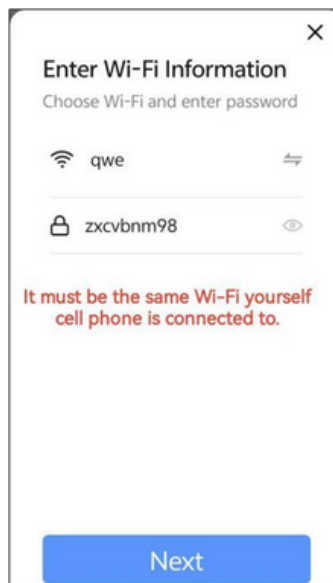 Enter Wi-Fi Information
Choose Wi-Fi and enter password
qwe
zxcvbnm98
It must be the same Wi-Fi yourself
cell phone is connected to.
Next